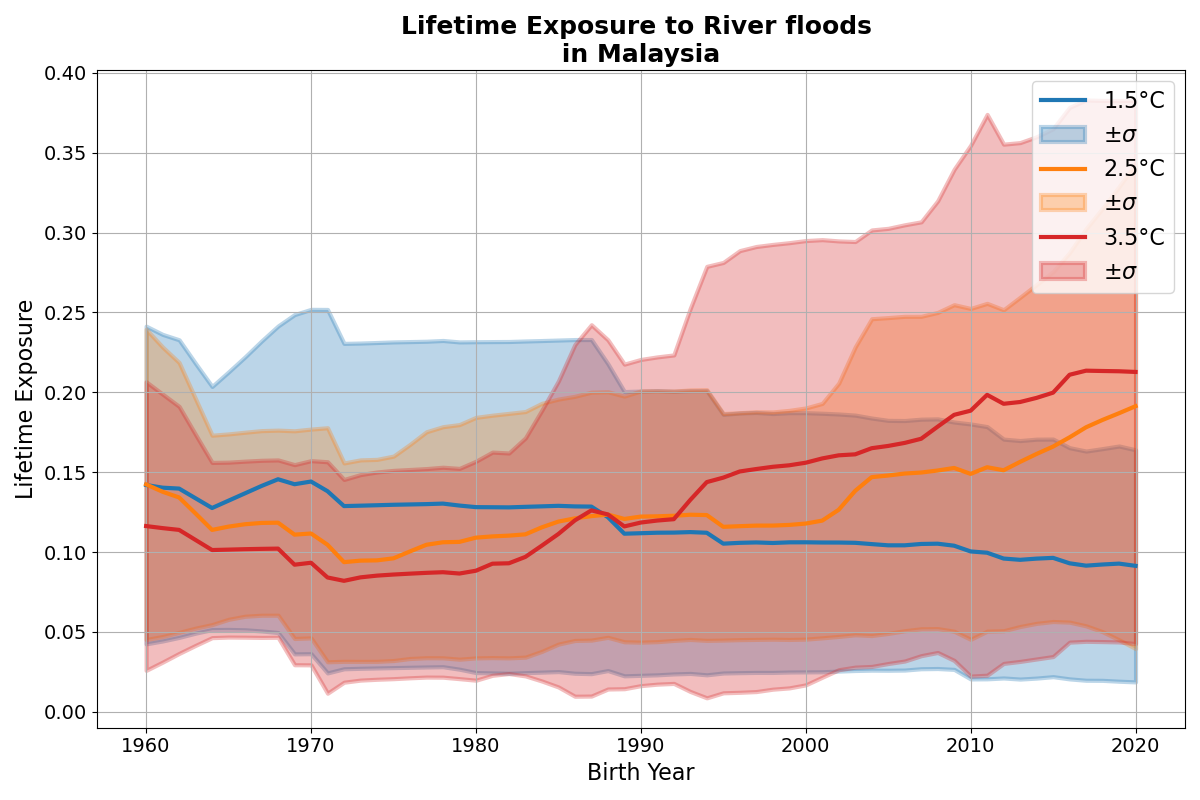 Lifetime Exposure to River floods
in Malaysia
0.40
0.35
0.30
0.25
0.20
0.15
0.10
0.05
0.00
Lifetime Exposure
1960
1970
1980
1990
2000
2010
2020
Birth Year
1.5°C
±σ
2.5°C
±σ
3.5°C
±σ